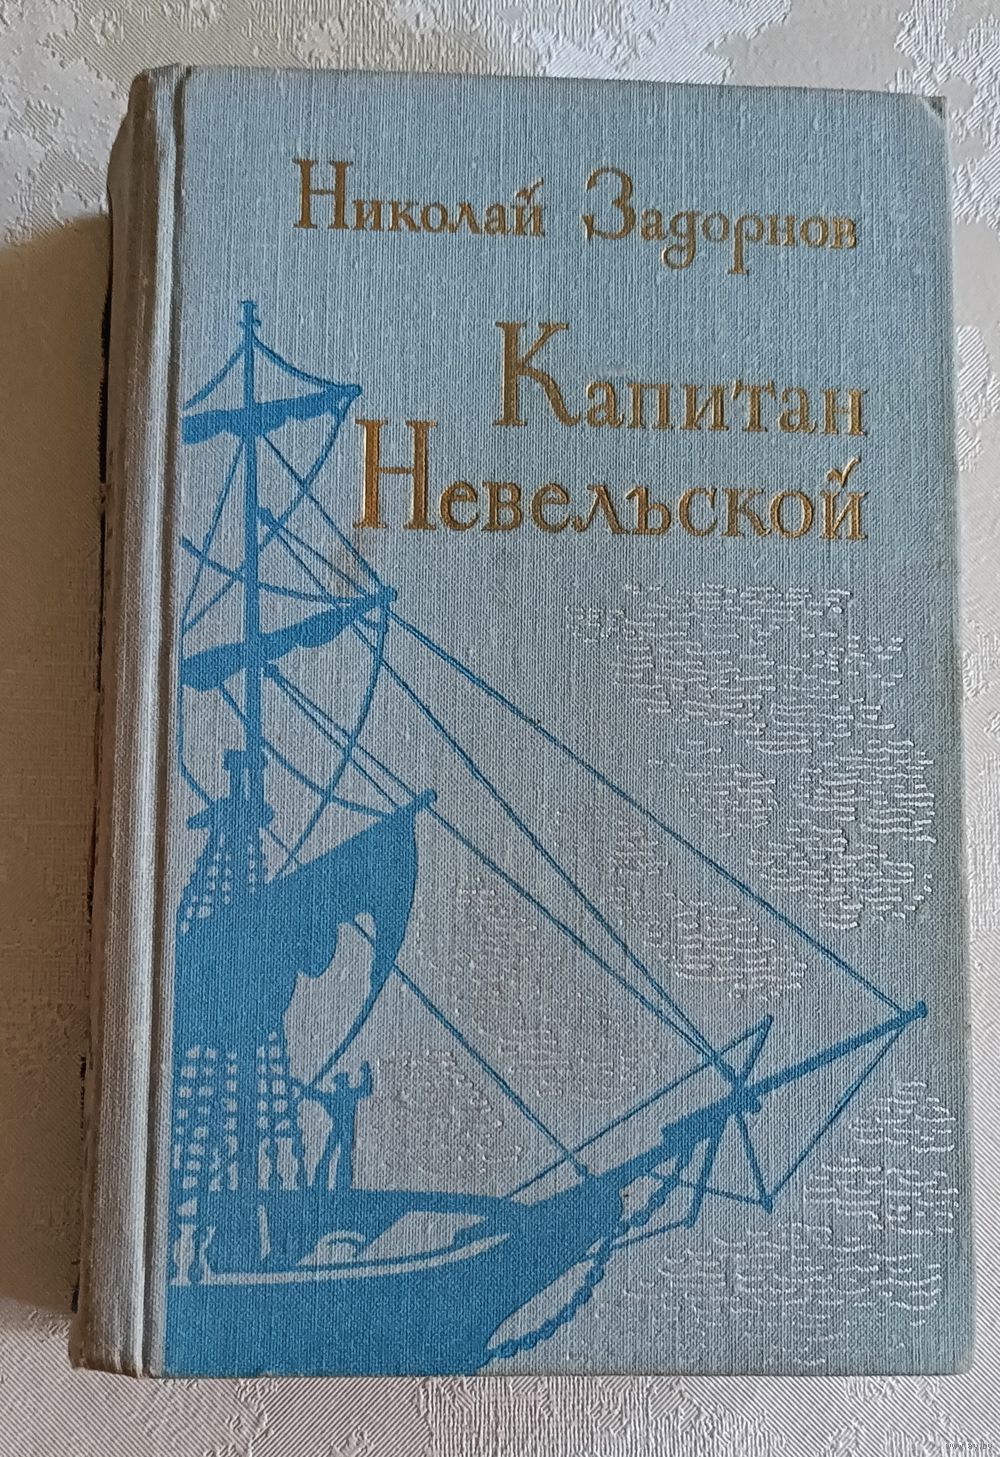 Николай Задорнов
Капитан
Невельской